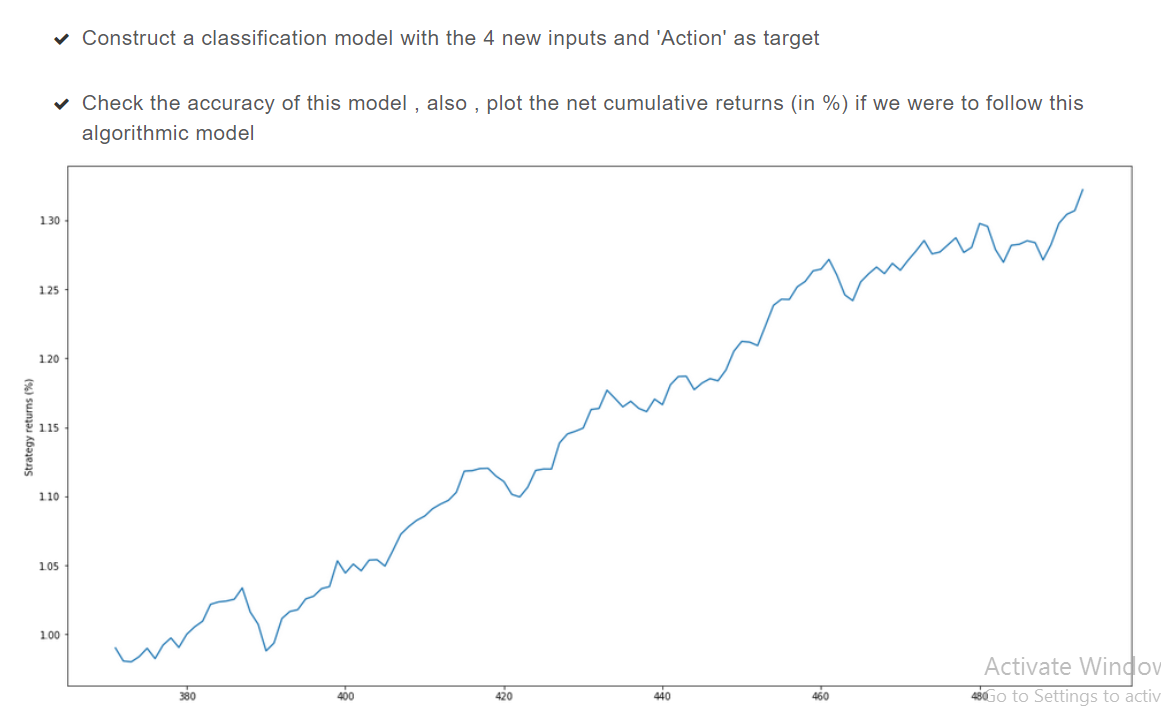 Construct a classification model with the 4 new inputs and 'Action' as target
Check the accuracy of this model , also , plot the net cumulative returns (in %) if we were to follow this
algorithmic model
1.30
1.25
1.20
1.15
1.10
1.05
1.00
Strategy returns (%)
380
400
420
440
460
480
Activate Window
Go to Settings to activ